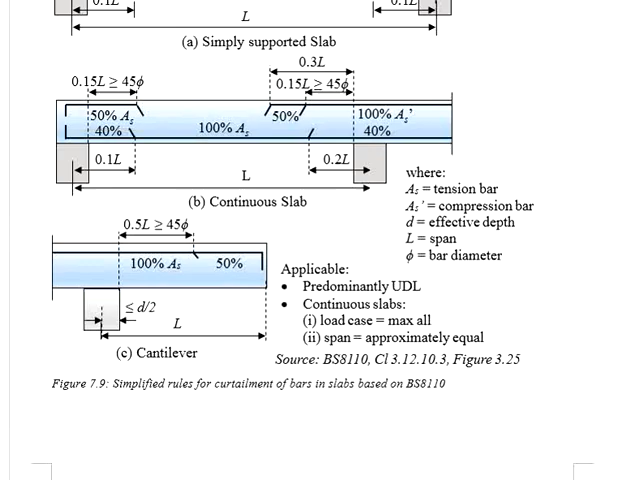 0.1L
0.1L
L
(a) Simply supported Slab
0.3L
0.15L ≥ 45ϕ
0.15L ≥ 45ϕ
50% As
50%
100% As'
40%
100% As
40%
0.1L
0.2L
L
(b) Continuous Slab
where:
As = tension bar
As' = compression bar
d = effective depth
L = span
ϕ = bar diameter
0.5L ≥ 45ϕ
100% As
50%
≤ d/2
L
(c) Cantilever
Applicable:
• Predominantly UDL
• Continuous slabs:
(i) load case = max all
(ii) span = approximately equal
Source: BS8110, Cl 3.12.10.3, Figure 3.25
Figure 7.9: Simplified rules for curtailment of bars in slabs based on BS8110